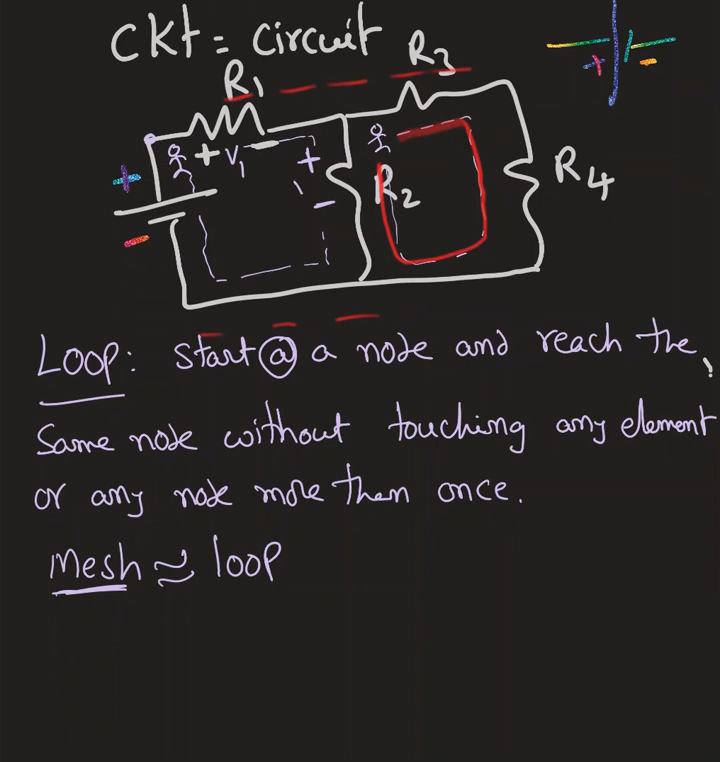 CKt = Circuit
R1
R3
+ V1 -
+
+
-
R2
R4
+
-
-
Loop: Start @ a node and reach the
Same node without touching any element
or any node more then once.
Mesh ≈ loop